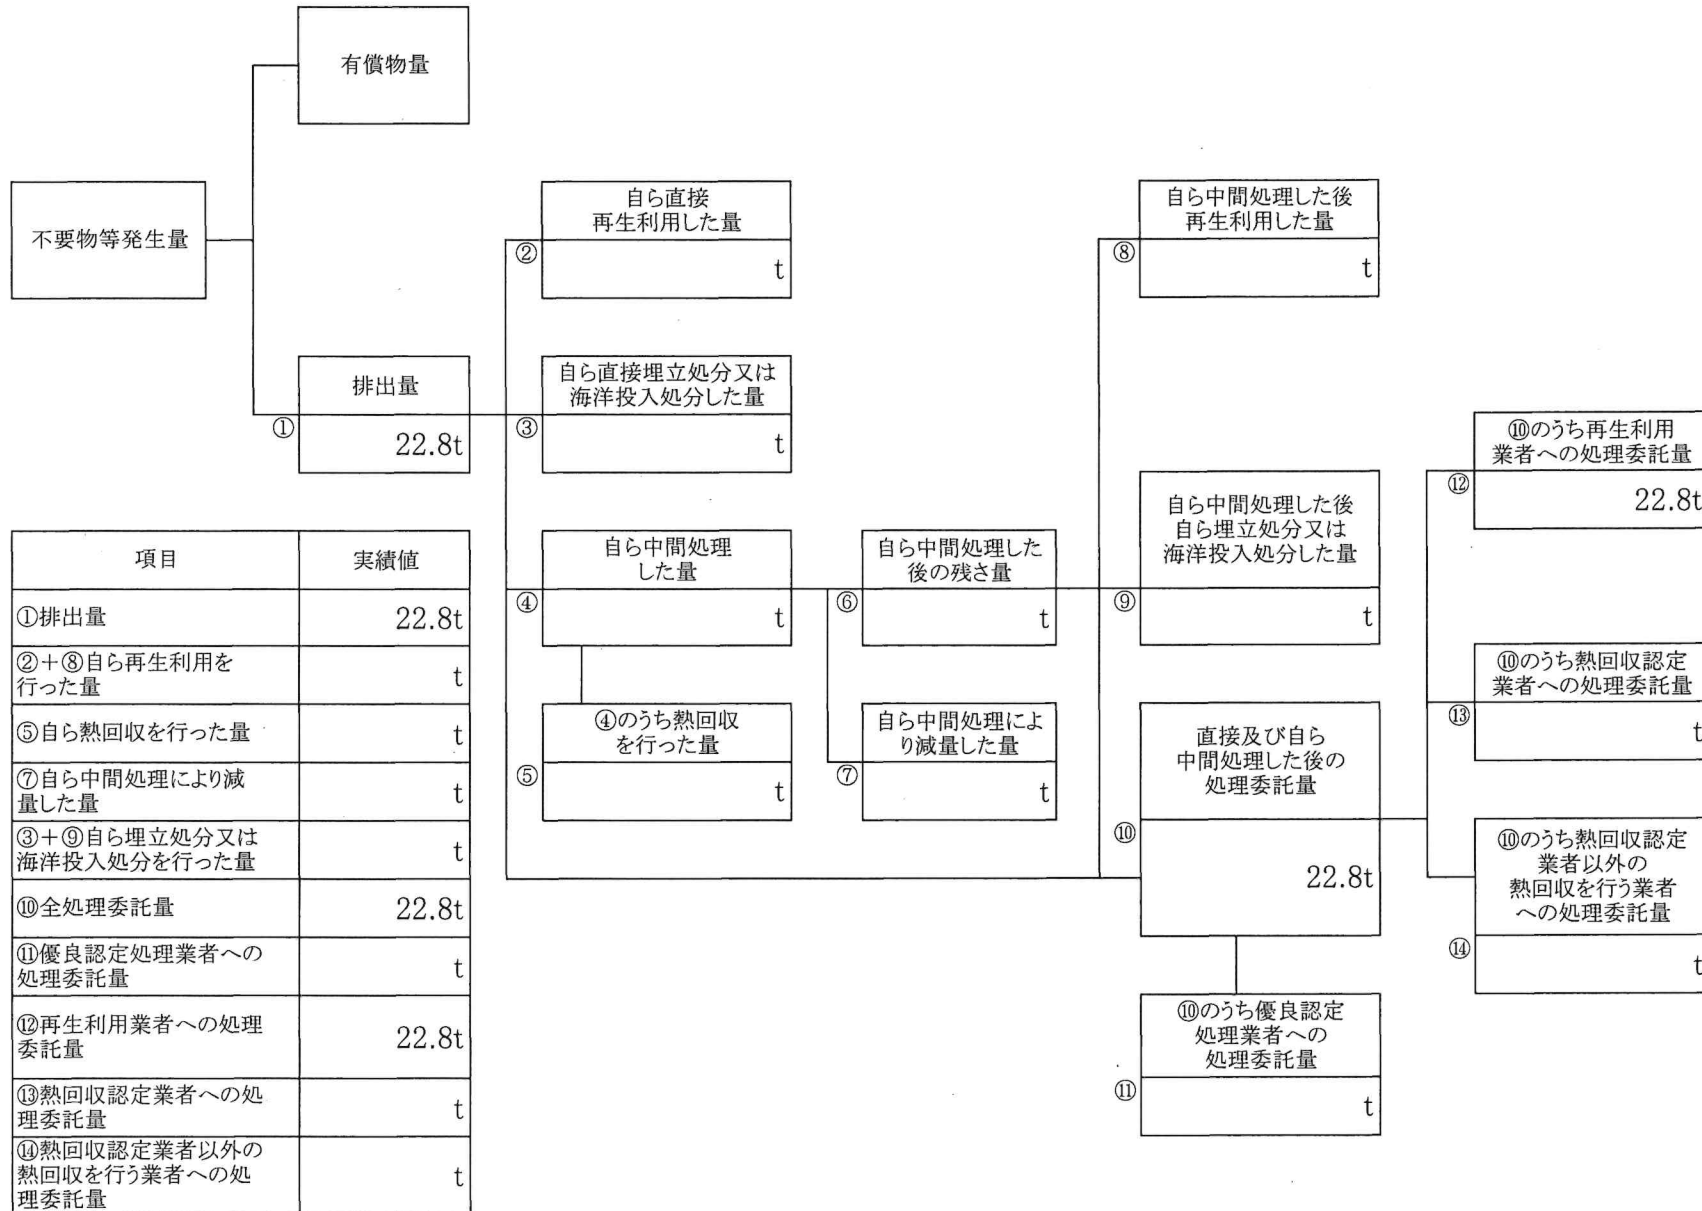 有償物量
不要物等発生量
排出量
①
22.8t
自ら直接
再生利用した量
②
t
自ら直接埋立処分又は
海洋投入処分した量
③
t
自ら中間処理
した量
④
t
④のうち熱回収
を行った量
⑤
t
自ら中間処理した
後の残さ量
⑥
t
自ら中間処理によ
り減量した量
⑦
t
自ら中間処理した後
再生利用した量
⑧
t
自ら中間処理した後
自ら埋立処分又は
海洋投入処分した量
⑨
t
直接及び自ら
中間処理した後の
処理委託量
⑩
22.8t
⑩のうち優良認定
処理業者への
処理委託量
⑪
t
⑩のうち再生利用
業者への処理委託量
⑫
22.8t
⑩のうち熱回収認定
業者への処理委託量
⑬
t
⑩のうち熱回収認定
業者以外の
熱回収を行う業者
への処理委託量
⑭
t
項目 実績値
①排出量 22.8t
②+⑧自ら再生利用を
行った量 t
⑤自ら熱回収を行った量 t
⑦自ら中間処理により減
量した量 t
③+⑨自ら埋立処分又は
海洋投入処分を行った量 t
⑩全処理委託量 22.8t
⑪優良認定処理業者への
処理委託量 t
⑫再生利用業者への処理
委託量 22.8t
⑬熱回収認定業者への処
理委託量 t
⑭熱回収認定業者以外の
熱回収を行う業者への処
理委託量 t